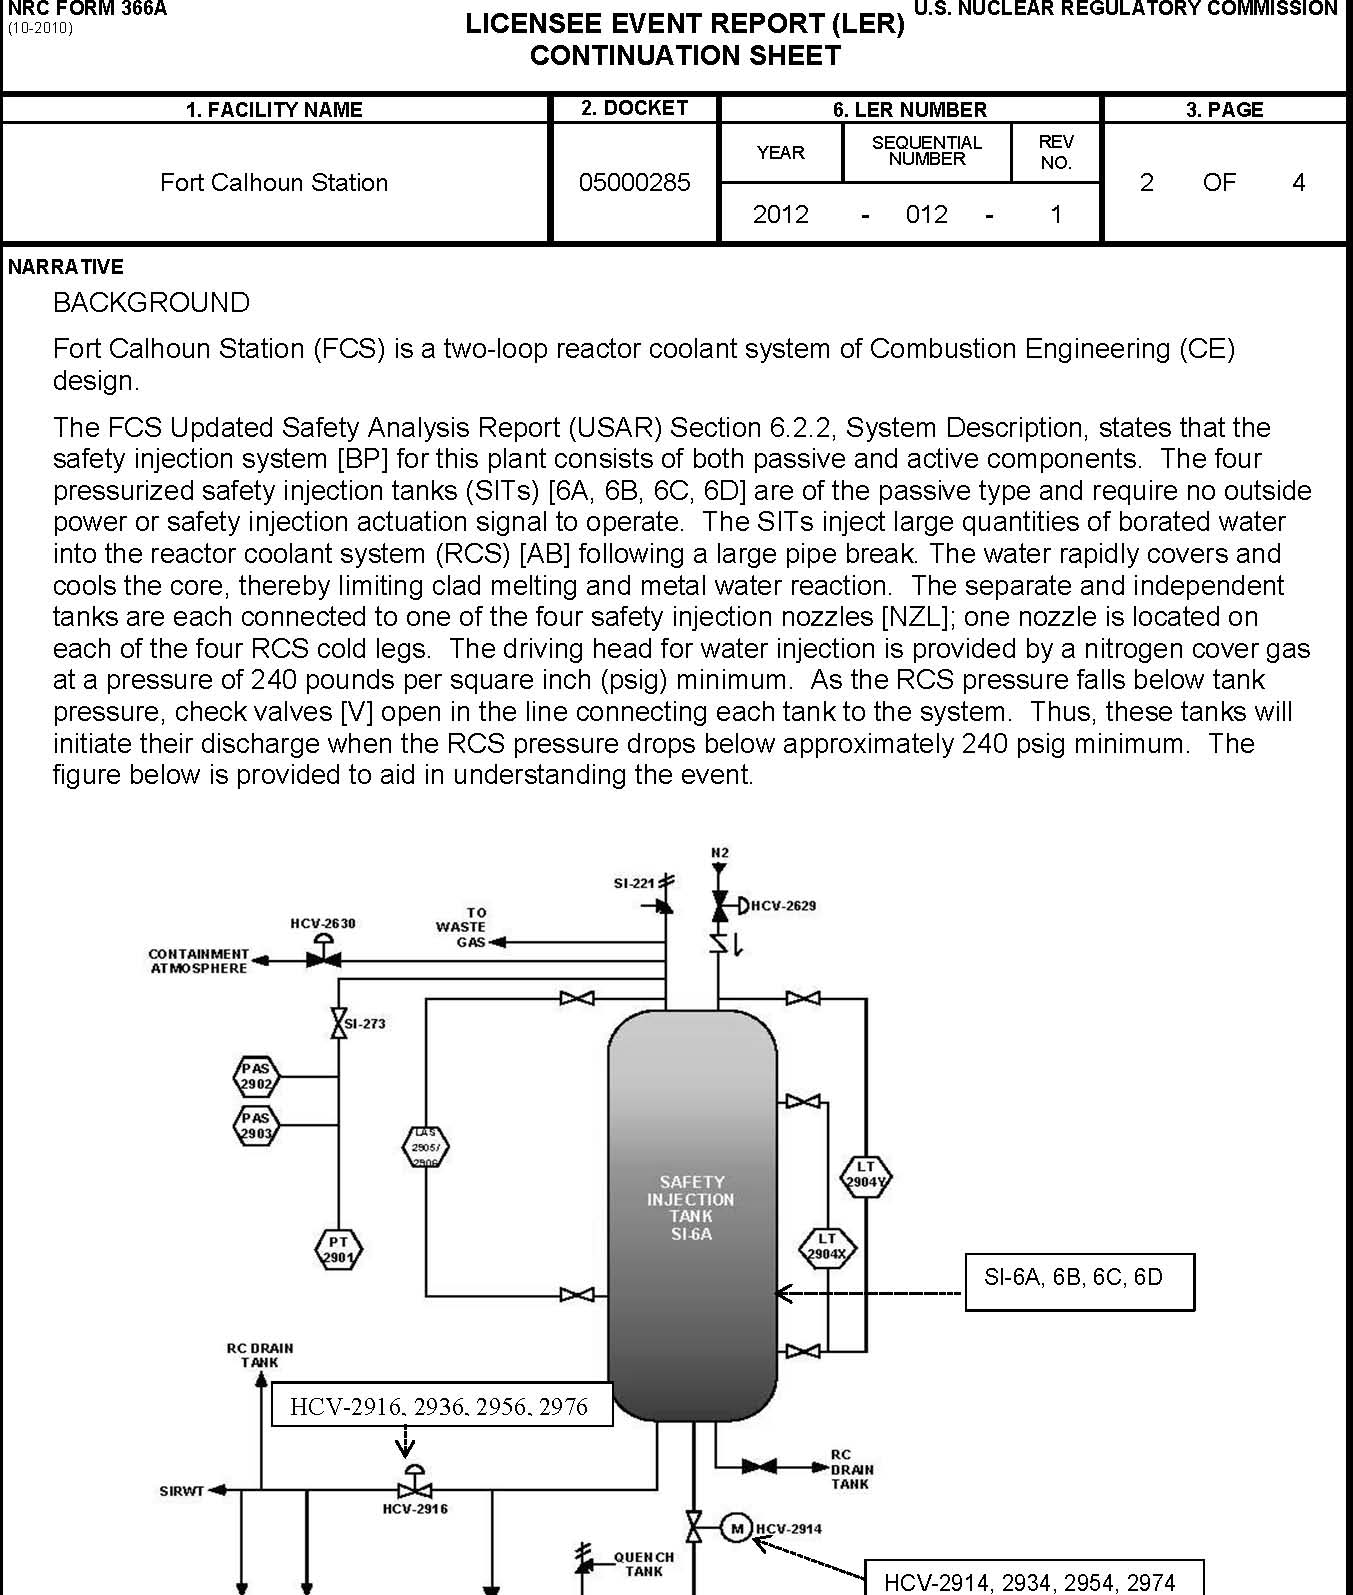 NRC FORM 366A
(10-2010)
LICENSEE EVENT REPORT (LER)
U.S. NUCLEAR REGULATORY COMMISSION
CONTINUATION SHEET
1. FACILITY NAME
2. DOCKET
6. LER NUMBER
3. PAGE
Fort Calhoun Station
05000285
YEAR
SEQUENTIAL
NUMBER
REV
NO.
2 OF 4
2012 - 012 - 1
NARRATIVE
BACKGROUND
Fort Calhoun Station (FCS) is a two-loop reactor coolant system of Combustion Engineering (CE)
design.
The FCS Updated Safety Analysis Report (USAR) Section 6.2.2, System Description, states that the
safety injection system [BP] for this plant consists of both passive and active components. The four
pressurized safety injection tanks (SITs) [6A, 6B, 6C, 6D] are of the passive type and require no outside
power or safety injection actuation signal to operate. The SITs inject large quantities of borated water
into the reactor coolant system (RCS) [AB] following a large pipe break. The water rapidly covers and
cools the core, thereby limiting clad melting and metal water reaction. The separate and independent
tanks are each connected to one of the four safety injection nozzles [NZL]; one nozzle is located on
each of the four RCS cold legs. The driving head for water injection is provided by a nitrogen cover gas
at a pressure of 240 pounds per square inch (psig) minimum. As the RCS pressure falls below tank
pressure, check valves [V] open in the line connecting each tank to the system. Thus, these tanks will
initiate their discharge when the RCS pressure drops below approximately 240 psig minimum. The
figure below is provided to aid in understanding the event.
N2
SI-221
HCV-2629
TO
WASTE
GAS
HCV-2630
CONTAINMENT
ATMOSPHERE
SI-273
PAS
2902
PAS
2903
LAS
2905/
2906
PT
2901
SAFETY
INJECTION
TANK
SI-6A
LT
2904Y
LT
2904X
SI-6A, 6B, 6C, 6D
RC DRAIN
TANK
HCV-2916, 2936, 2956, 2976
SIRWT
HCV-2916
RC
DRAIN
TANK
M
HCV-2914
QUENCH
TANK
HCV-2914, 2934, 2954, 2974